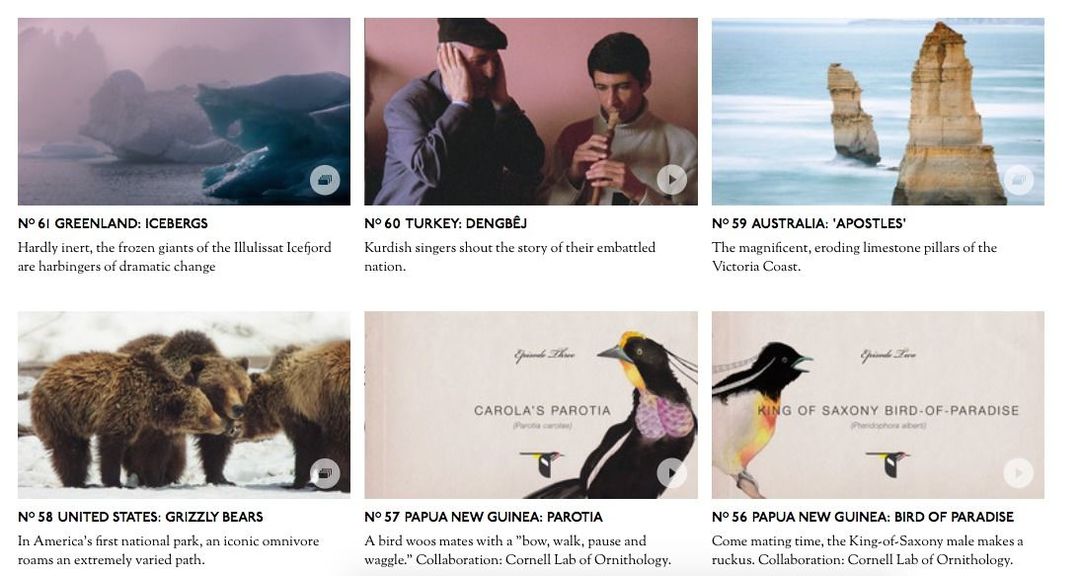 Nº 61 GREENLAND: ICEBERGS
Hardly inert, the frozen giants of the Illulissat Icefjord
are harbingers of dramatic change
Nº 60 TURKEY: DENGBÊJ
Kurdish singers shout the story of their embattled
nation.
Nº 59 AUSTRALIA: 'APOSTLES'
The magnificent, eroding limestone pillars of the
Victoria Coast.
Nº 58 UNITED STATES: GRIZZLY BEARS
In America's first national park, an iconic omnivore
roams an extremely varied path.
Episode Three
CAROLA'S PAROTIA
(Parotia carolae)
Nº 57 PAPUA NEW GUINEA: PAROTIA
A bird woos mates with a "bow, walk, pause and
waggle." Collaboration: Cornell Lab of Ornithology.
Episode Two
KING OF SAXONY BIRD-OF-PARADISE
(Pteridophora alberti)
Nº 56 PAPUA NEW GUINEA: BIRD OF PARADISE
Come mating time, the King-of-Saxony male makes a
ruckus. Collaboration: Cornell Lab of Ornithology.